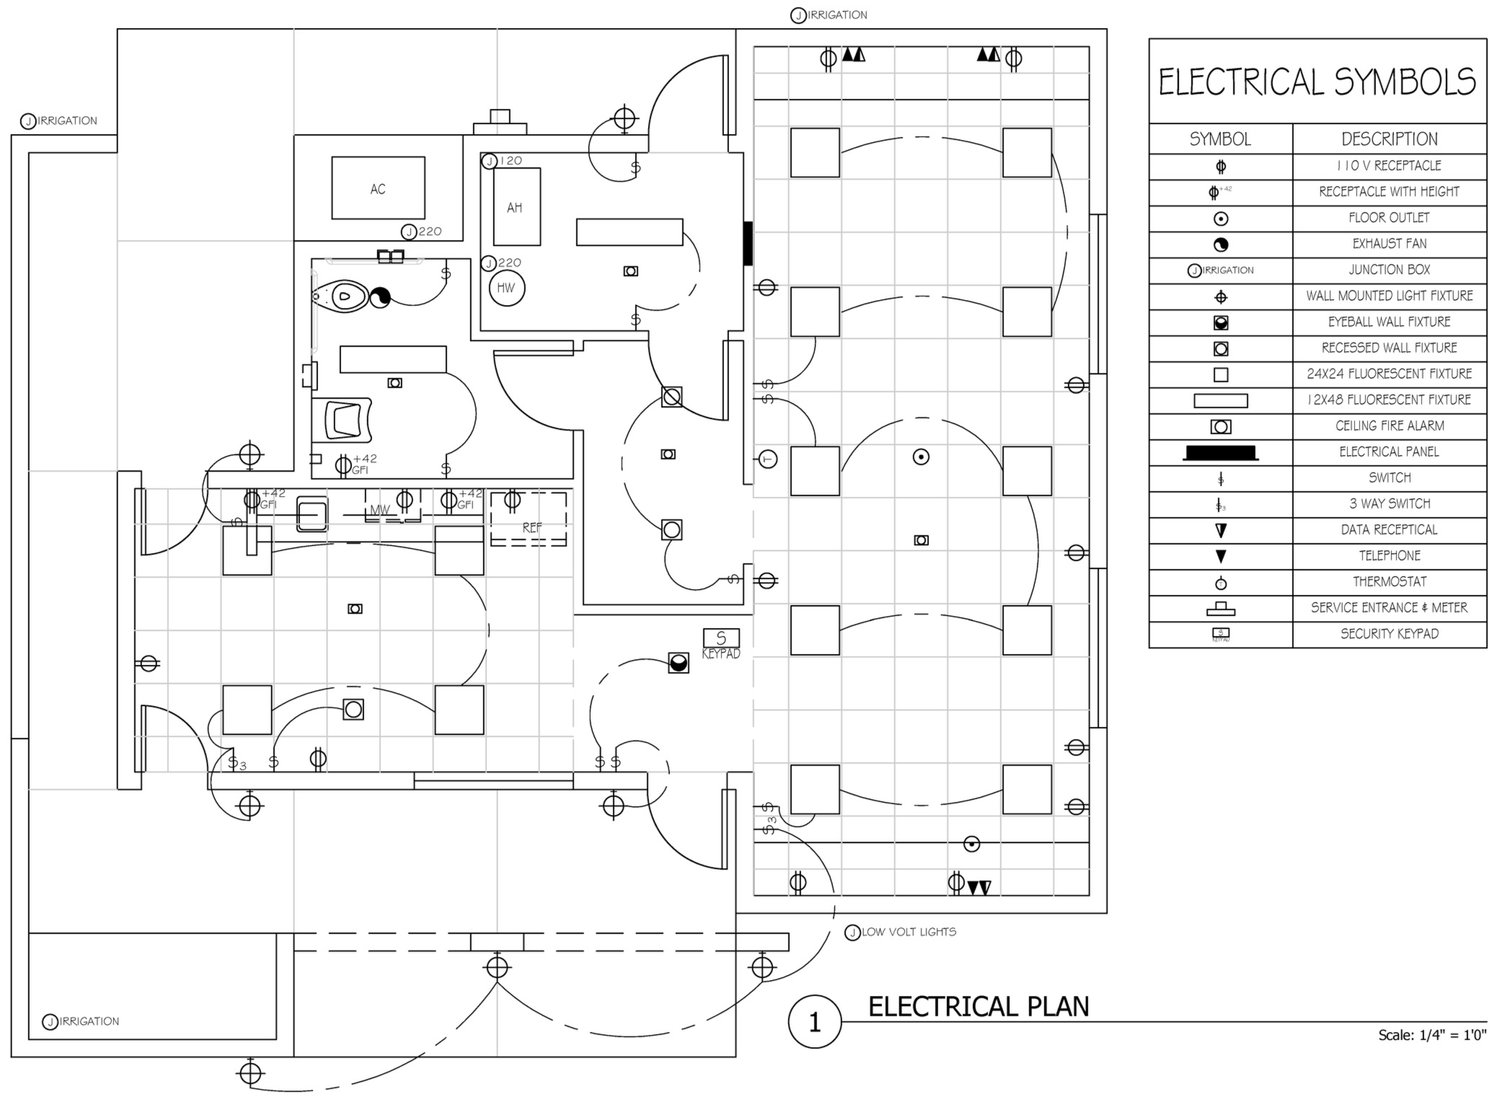 J IRRIGATION
J IRRIGATION
J 120
AC
AH
J 220
J 220
HW
S
S
S
S
+42
GFI
S
S
S
T
+42
GFI
MW
+42
GFI
REF
S
S
S
KEYPAD
S3
S
S
S
S
S3
J LOW VOLT LIGHTS
J IRRIGATION
1
ELECTRICAL PLAN
Scale: 1/4" = 1'0"
ELECTRICAL SYMBOLS
SYMBOL DESCRIPTION
110 V RECEPTACLE
+42 RECEPTACLE WITH HEIGHT
FLOOR OUTLET
EXHAUST FAN
J IRRIGATION JUNCTION BOX
WALL MOUNTED LIGHT FIXTURE
EYEBALL WALL FIXTURE
RECESSED WALL FIXTURE
24X24 FLUORESCENT FIXTURE
12X48 FLUORESCENT FIXTURE
CEILING FIRE ALARM
ELECTRICAL PANEL
S SWITCH
S3 3 WAY SWITCH
DATA RECEPTICAL
TELEPHONE
THERMOSTAT
SERVICE ENTRANCE & METER
S KEYPAD SECURITY KEYPAD